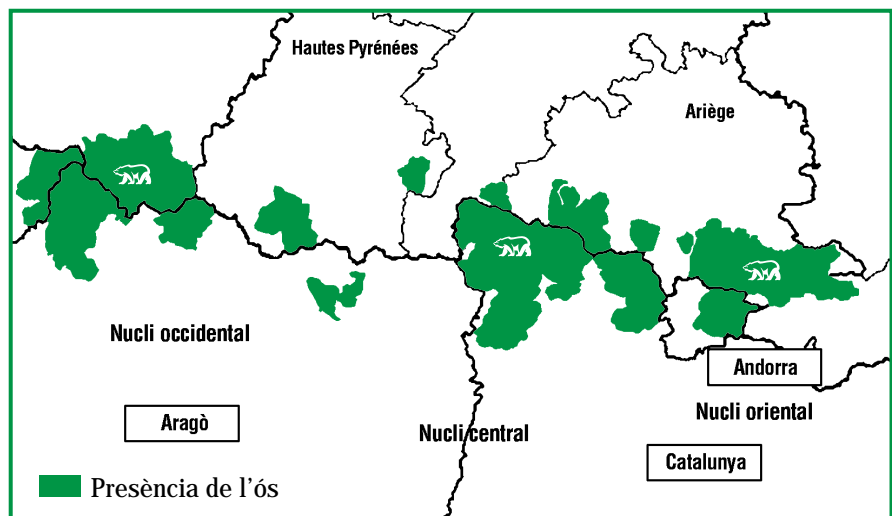 Hautes Pyrénées
Ariège
Nucli occidental
Andorra
Nucli oriental
Aragò
Nucli central
Catalunya
Presència de l'ós